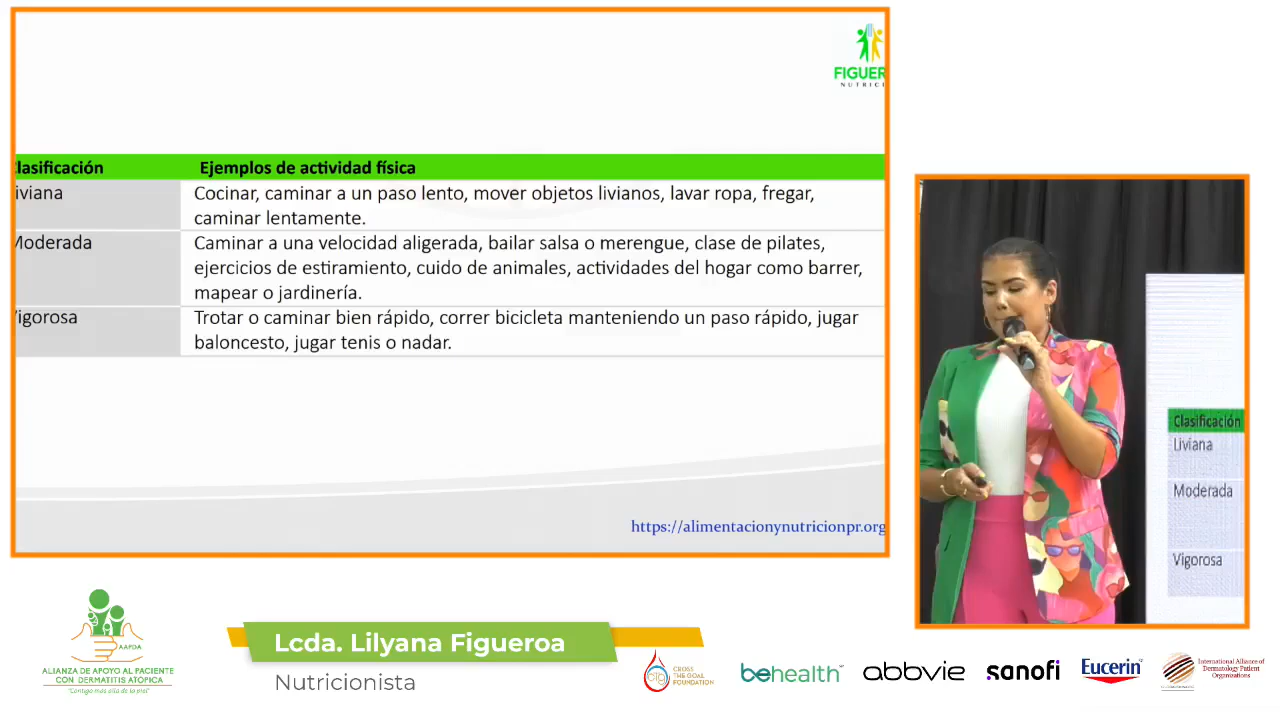 FIGUER
NUTRICI
lasificación Ejemplos de actividad física
iviana Cocinar, caminar a un paso lento, mover objetos livianos, lavar ropa, fregar,
caminar lentamente.
Moderada Caminar a una velocidad aligerada, bailar salsa o merengue, clase de pilates,
ejercicios de estiramiento, cuido de animales, actividades del hogar como barrer,
mapear o jardinería.
Vigorosa Trotar o caminar bien rápido, correr bicicleta manteniendo un paso rápido, jugar
baloncesto, jugar tenis o nadar.
https://alimentacionynutricionpr.org
Clasificación
Liviana
Moderada
Vigorosa
AAPDA
ALIANZA DE APOYO AL PACIENTE
CON DERMATITIS ATÓPICA
"Contigo más allá de la piel"
Lcda. Lilyana Figueroa
Nutricionista
CTG
CROSS
THE GOAL
FOUNDATION
behealth
abbvie
sanofi
Eucerin
International Alliance of
Dermatology Patient
Organizations